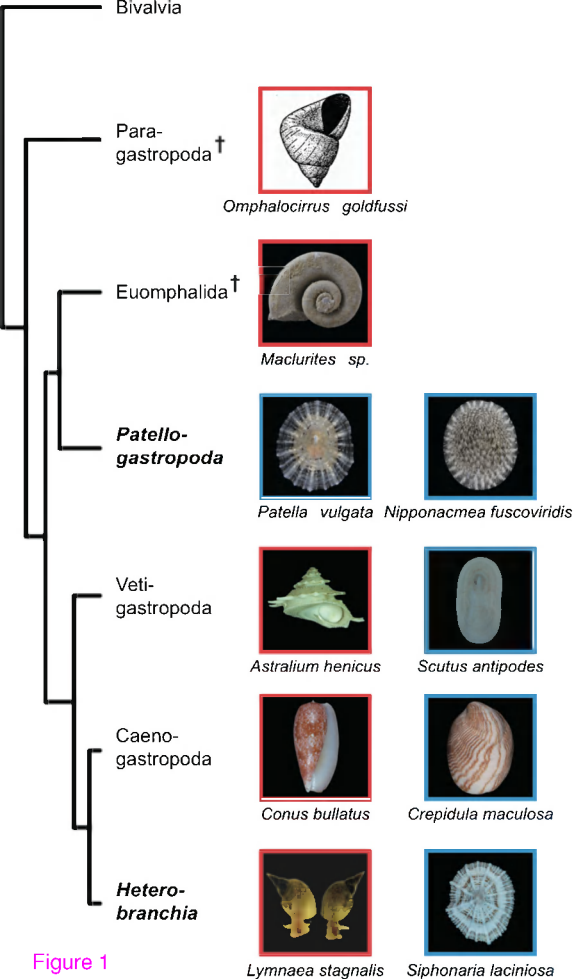 Bivalvia
Para-
gastropoda†
Omphalocirrus goldfussi
Euomphalida†
Maclurites sp.
Patello-
gastropoda
Patella vulgata Nipponacmea fuscoviridis
Veti-
gastropoda
Astralium henicus Scutus antipodes
Caeno-
gastropoda
Conus bullatus Crepidula maculosa
Hetero-
branchia
Lymnaea stagnalis Siphonaria laciniosa
Figure 1